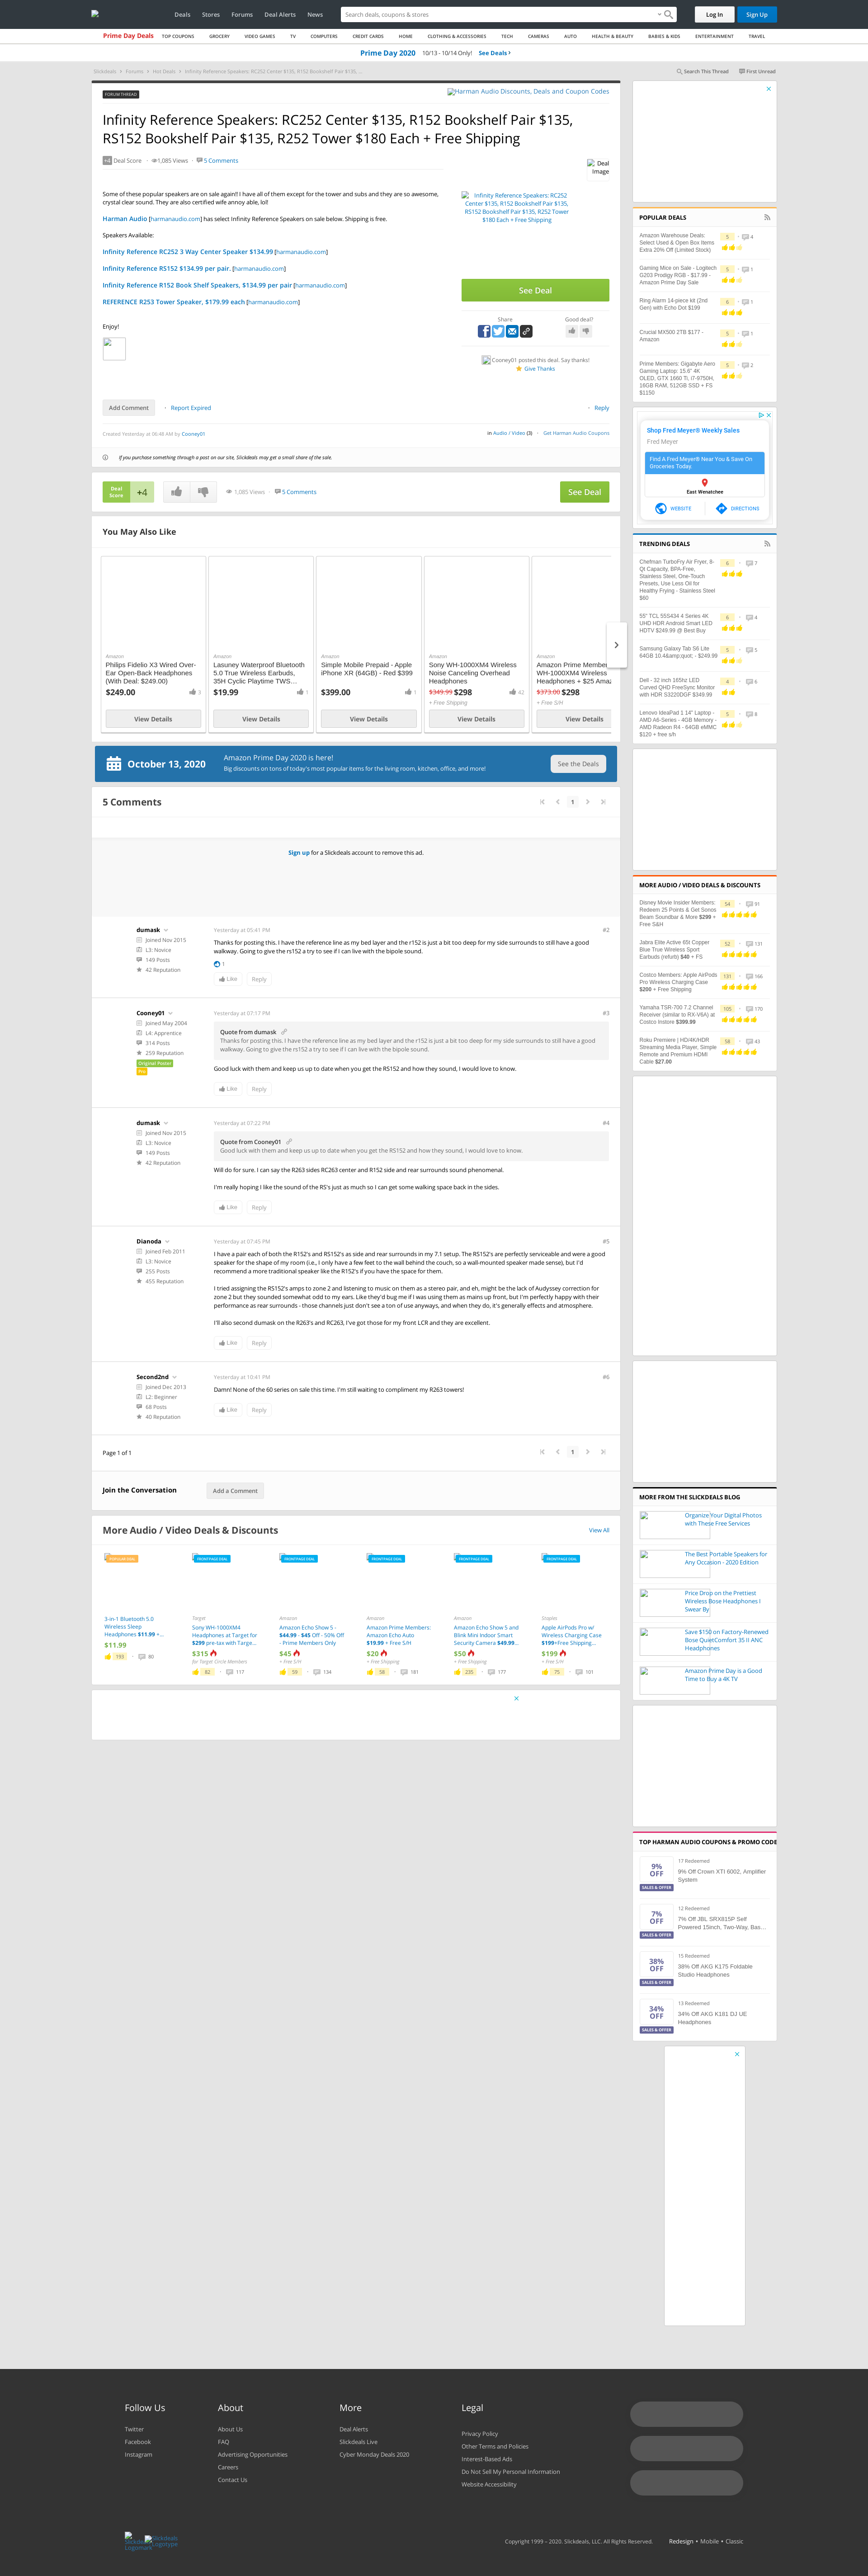 Deals
Stores
Forums
Deal Alerts
News
Search deals, coupons & stores
Log In
Sign Up
Prime Day Deals
TOP COUPONS
GROCERY
VIDEO GAMES
TV
COMPUTERS
CREDIT CARDS
HOME
CLOTHING & ACCESSORIES
TECH
CAMERAS
AUTO
HEALTH & BEAUTY
BABIES & KIDS
ENTERTAINMENT
TRAVEL
Prime Day 2020 10/13 - 10/14 Only! See Deals
Slickdeals Forums Hot Deals Infinity Reference Speakers: RC252 Center $135, R152 Bookshelf Pair $135, ...
Search This Thread
First Unread
FORUM THREAD
Harman Audio Discounts, Deals and Coupon Codes
Infinity Reference Speakers: RC252 Center $135, R152 Bookshelf Pair $135,
RS152 Bookshelf Pair $135, R252 Tower $180 Each + Free Shipping
+4 Deal Score
1,085 Views
5 Comments
Deal
Image
Some of these popular speakers are on sale again!! I have all of them except for the tower and subs and they are so awesome,
crystal clear sound. They are also certified wife annoy able, lol!
Harman Audio [harmanaudio.com] has select Infinity Reference Speakers on sale below. Shipping is free.
Speakers Available:
Infinity Reference RC252 3 Way Center Speaker $134.99 [harmanaudio.com]
Infinity Reference RS152 $134.99 per pair. [harmanaudio.com]
Infinity Reference R152 Book Shelf Speakers, $134.99 per pair [harmanaudio.com]
REFERENCE R253 Tower Speaker, $179.99 each [harmanaudio.com]
Enjoy!
Infinity Reference Speakers: RC252
Center $135, R152 Bookshelf Pair $135,
RS152 Bookshelf Pair $135, R252 Tower
$180 Each + Free Shipping
See Deal
Share
Good deal?
Cooney01 posted this deal. Say thanks!
Give Thanks
Add Comment
Report Expired
Reply
Created Yesterday at 06:48 AM by Cooney01
in Audio / Video (3)
Get Harman Audio Coupons
If you purchase something through a post on our site, Slickdeals may get a small share of the sale.
Deal
Score
+4
1,085 Views
5 Comments
See Deal
You May Also Like
Amazon
Philips Fidelio X3 Wired Over-
Ear Open-Back Headphones
(With Deal: $24.00)
$249.00
3
View Details
Amazon
Lasuney Waterproof Bluetooth
5.0 True Wireless Earbuds,
35H Cyclic Playtime TWS...
$19.99
1
View Details
Amazon
Simple Mobile Prepaid - Apple
iPhone XR (64GB) - Red $399
$399.00
1
View Details
Amazon
Sony WH-1000XM4 Wireless
Noise Canceling Overhead
Headphones
$349.99 $298
42
+ Free Shipping
View Details
Amazon
Amazon Prime Member
WH-1000XM4 Wireless
Headphones + $25 Amaz
$373.00 $298
+ Free S/H
View Details
October 13, 2020
Amazon Prime Day 2020 is here!
Big discounts on tons of today's most popular items for the living room, kitchen, office, and more!
See the Deals
5 Comments
1
Sign up for a Slickdeals account to remove this ad.
dumask
Joined Nov 2015
L3: Novice
149 Posts
42 Reputation
Yesterday at 05:41 PM
#2
Thanks for posting this. I have the reference line as my bed layer and the r152 is just a bit too deep for my side surrounds to still have a good
walkway. Going to give the rs152 a try to see if I can live with the bipole sound.
1
Like
Reply
Cooney01
Joined May 2004
L4: Apprentice
314 Posts
259 Reputation
Original Poster
Pro
Yesterday at 07:17 PM
#3
Quote from dumask
Thanks for posting this. I have the reference line as my bed layer and the r152 is just a bit too deep for my side surrounds to still have a good
walkway. Going to give the rs152 a try to see if I can live with the bipole sound.
Good luck with them and keep us up to date when you get the RS152 and how they sound, I would love to know.
Like
Reply
dumask
Joined Nov 2015
L3: Novice
149 Posts
42 Reputation
Yesterday at 07:22 PM
#4
Quote from Cooney01
Good luck with them and keep us up to date when you get the RS152 and how they sound, I would love to know.
Will do for sure. I can say the R263 sides RC263 center and R152 side and rear surrounds sound phenomenal.
I'm really hoping I like the sound of the RS's just as much so I can get some walking space back in the sides.
Like
Reply
Dianoda
Joined Feb 2011
L3: Novice
255 Posts
455 Reputation
Yesterday at 07:45 PM
#5
I have a pair each of both the R152's and RS152's as side and rear surrounds in my 7.1 setup. The RS152's are perfectly serviceable and were a good
speaker for the shape of my room (i.e., I only have a few feet to the wall behind the couch, so a wall-mounted speaker made sense), but I'd
recommend a more traditional speaker like the R152's if you have the space for them.
I tried assigning the RS152's amps to zone 2 and listening to music on them as a stereo pair, and eh, might be the lack of Audyssey correction for
zone 2 but they sounded somewhat odd to my ears. Like they'd bug me if I was using them as mains up front, but I'm perfectly happy with their
performance as rear surrounds - those channels just don't see a ton of use anyways, and when they do, it's generally effects and atmosphere.
I'll also second dumask on the R263's and RC263, I've got those for my front LCR and they are excellent.
Like
Reply
Second2nd
Joined Dec 2013
L2: Beginner
68 Posts
40 Reputation
Yesterday at 10:41 PM
#6
Damn! None of the 60 series on sale this time. I'm still waiting to compliment my R263 towers!
Like
Reply
Page 1 of 1
1
Join the Conversation
Add a Comment
More Audio / Video Deals & Discounts
View All
POPULAR DEAL
3-in-1 Bluetooth 5.0
Wireless Sleep
Headphones $11.99 +...
$11.99
193
80
FRONTPAGE DEAL
Target
Sony WH-1000XM4
Headphones at Target for
$299 pre-tax with Targe...
$315
for Target Circle Members
82
117
FRONTPAGE DEAL
Amazon
Amazon Echo Show 5 -
$44.99 - $45 Off - 50% Off
- Prime Members Only
$45
+ Free S/H
59
134
FRONTPAGE DEAL
Amazon
Amazon Prime Members:
Amazon Echo Auto
$19.99 + Free S/H
$20
+ Free Shipping
58
181
FRONTPAGE DEAL
Amazon
Amazon Echo Show 5 and
Blink Mini Indoor Smart
Security Camera $49.99...
$50
+ Free Shipping
235
177
FRONTPAGE DEAL
Staples
Apple AirPods Pro w/
Wireless Charging Case
$199+Free Shipping...
$199
+ Free S/H
75
101
POPULAR DEALS
Amazon Warehouse Deals:
Select Used & Open Box Items
Extra 20% Off (Limited Stock)
5
4
Gaming Mice on Sale - Logitech
G203 Prodigy RGB - $17.99 -
Amazon Prime Day Sale
5
1
Ring Alarm 14-piece kit (2nd
Gen) with Echo Dot $199
6
1
Crucial MX500 2TB $177 -
Amazon
5
1
Prime Members: Gigabyte Aero
Gaming Laptop: 15.6" 4K
OLED, GTX 1660 Ti, i7-9750H,
16GB RAM, 512GB SSD + FS
$1150
5
2
Shop Fred Meyer® Weekly Sales
Fred Meyer
Find A Fred Meyer® Near You & Save On
Groceries Today.
East Wenatchee
WEBSITE
DIRECTIONS
TRENDING DEALS
Chefman TurboFry Air Fryer, 8-
Qt Capacity, BPA-Free,
Stainless Steel, One-Touch
Presets, Use Less Oil for
Healthy Frying - Stainless Steel
$60
6
7
55" TCL 55S434 4 Series 4K
UHD HDR Android Smart LED
HDTV $249.99 @ Best Buy
6
4
Samsung Galaxy Tab S6 Lite
64GB 10.4&amp;quot; - $249.99
5
5
Dell - 32 inch 165hz LED
Curved QHD FreeSync Monitor
with HDR S3220DGF $349.99
4
6
Lenovo IdeaPad 1 14" Laptop -
AMD A6-Series - 4GB Memory -
AMD Radeon R4 - 64GB eMMC
$120 + free s/h
5
8
MORE AUDIO / VIDEO DEALS & DISCOUNTS
Disney Movie Insider Members:
Redeem 25 Points & Get Sonos
Beam Soundbar & More $299 +
Free S&H
54
91
Jabra Elite Active 65t Copper
Blue True Wireless Sport
Earbuds (refurb) $40 + FS
52
131
Costco Members: Apple AirPods
Pro Wireless Charging Case
$200 + Free Shipping
131
166
Yamaha TSR-700 7.2 Channel
Receiver (similar to RX-V6A) at
Costco Instore $399.99
105
170
Roku Premiere | HD/4K/HDR
Streaming Media Player, Simple
Remote and Premium HDMI
Cable $27.00
58
43
MORE FROM THE SLICKDEALS BLOG
Organize Your Digital Photos
with These Free Services
The Best Portable Speakers for
Any Occasion - 2020 Edition
Price Drop on the Prettiest
Wireless Bose Headphones I
Swear By
Save $150 on Factory-Renewed
Bose QuietComfort 35 II ANC
Headphones
Amazon Prime Day is a Good
Time to Buy a 4K TV
TOP HARMAN AUDIO COUPONS & PROMO CODE
9%
OFF
SALES & OFFER
17 Redeemed
9% Off Crown XTI 6002, Amplifier
System
7%
OFF
SALES & OFFER
12 Redeemed
7% Off JBL SRX815P Self
Powered 15inch, Two-Way, Bas...
38%
OFF
SALES & OFFER
15 Redeemed
38% Off AKG K175 Foldable
Studio Headphones
34%
OFF
SALES & OFFER
13 Redeemed
34% Off AKG K181 DJ UE
Headphones
Follow Us
Twitter
Facebook
Instagram
About
About Us
FAQ
Advertising Opportunities
Careers
Contact Us
More
Deal Alerts
Slickdeals Live
Cyber Monday Deals 2020
Legal
Privacy Policy
Other Terms and Policies
Interest-Based Ads
Do Not Sell My Personal Information
Website Accessibility
Slickdeals
Logotype
Copyright 1999 – 2020. Slickdeals, LLC. All Rights Reserved.
Redesign • Mobile • Classic